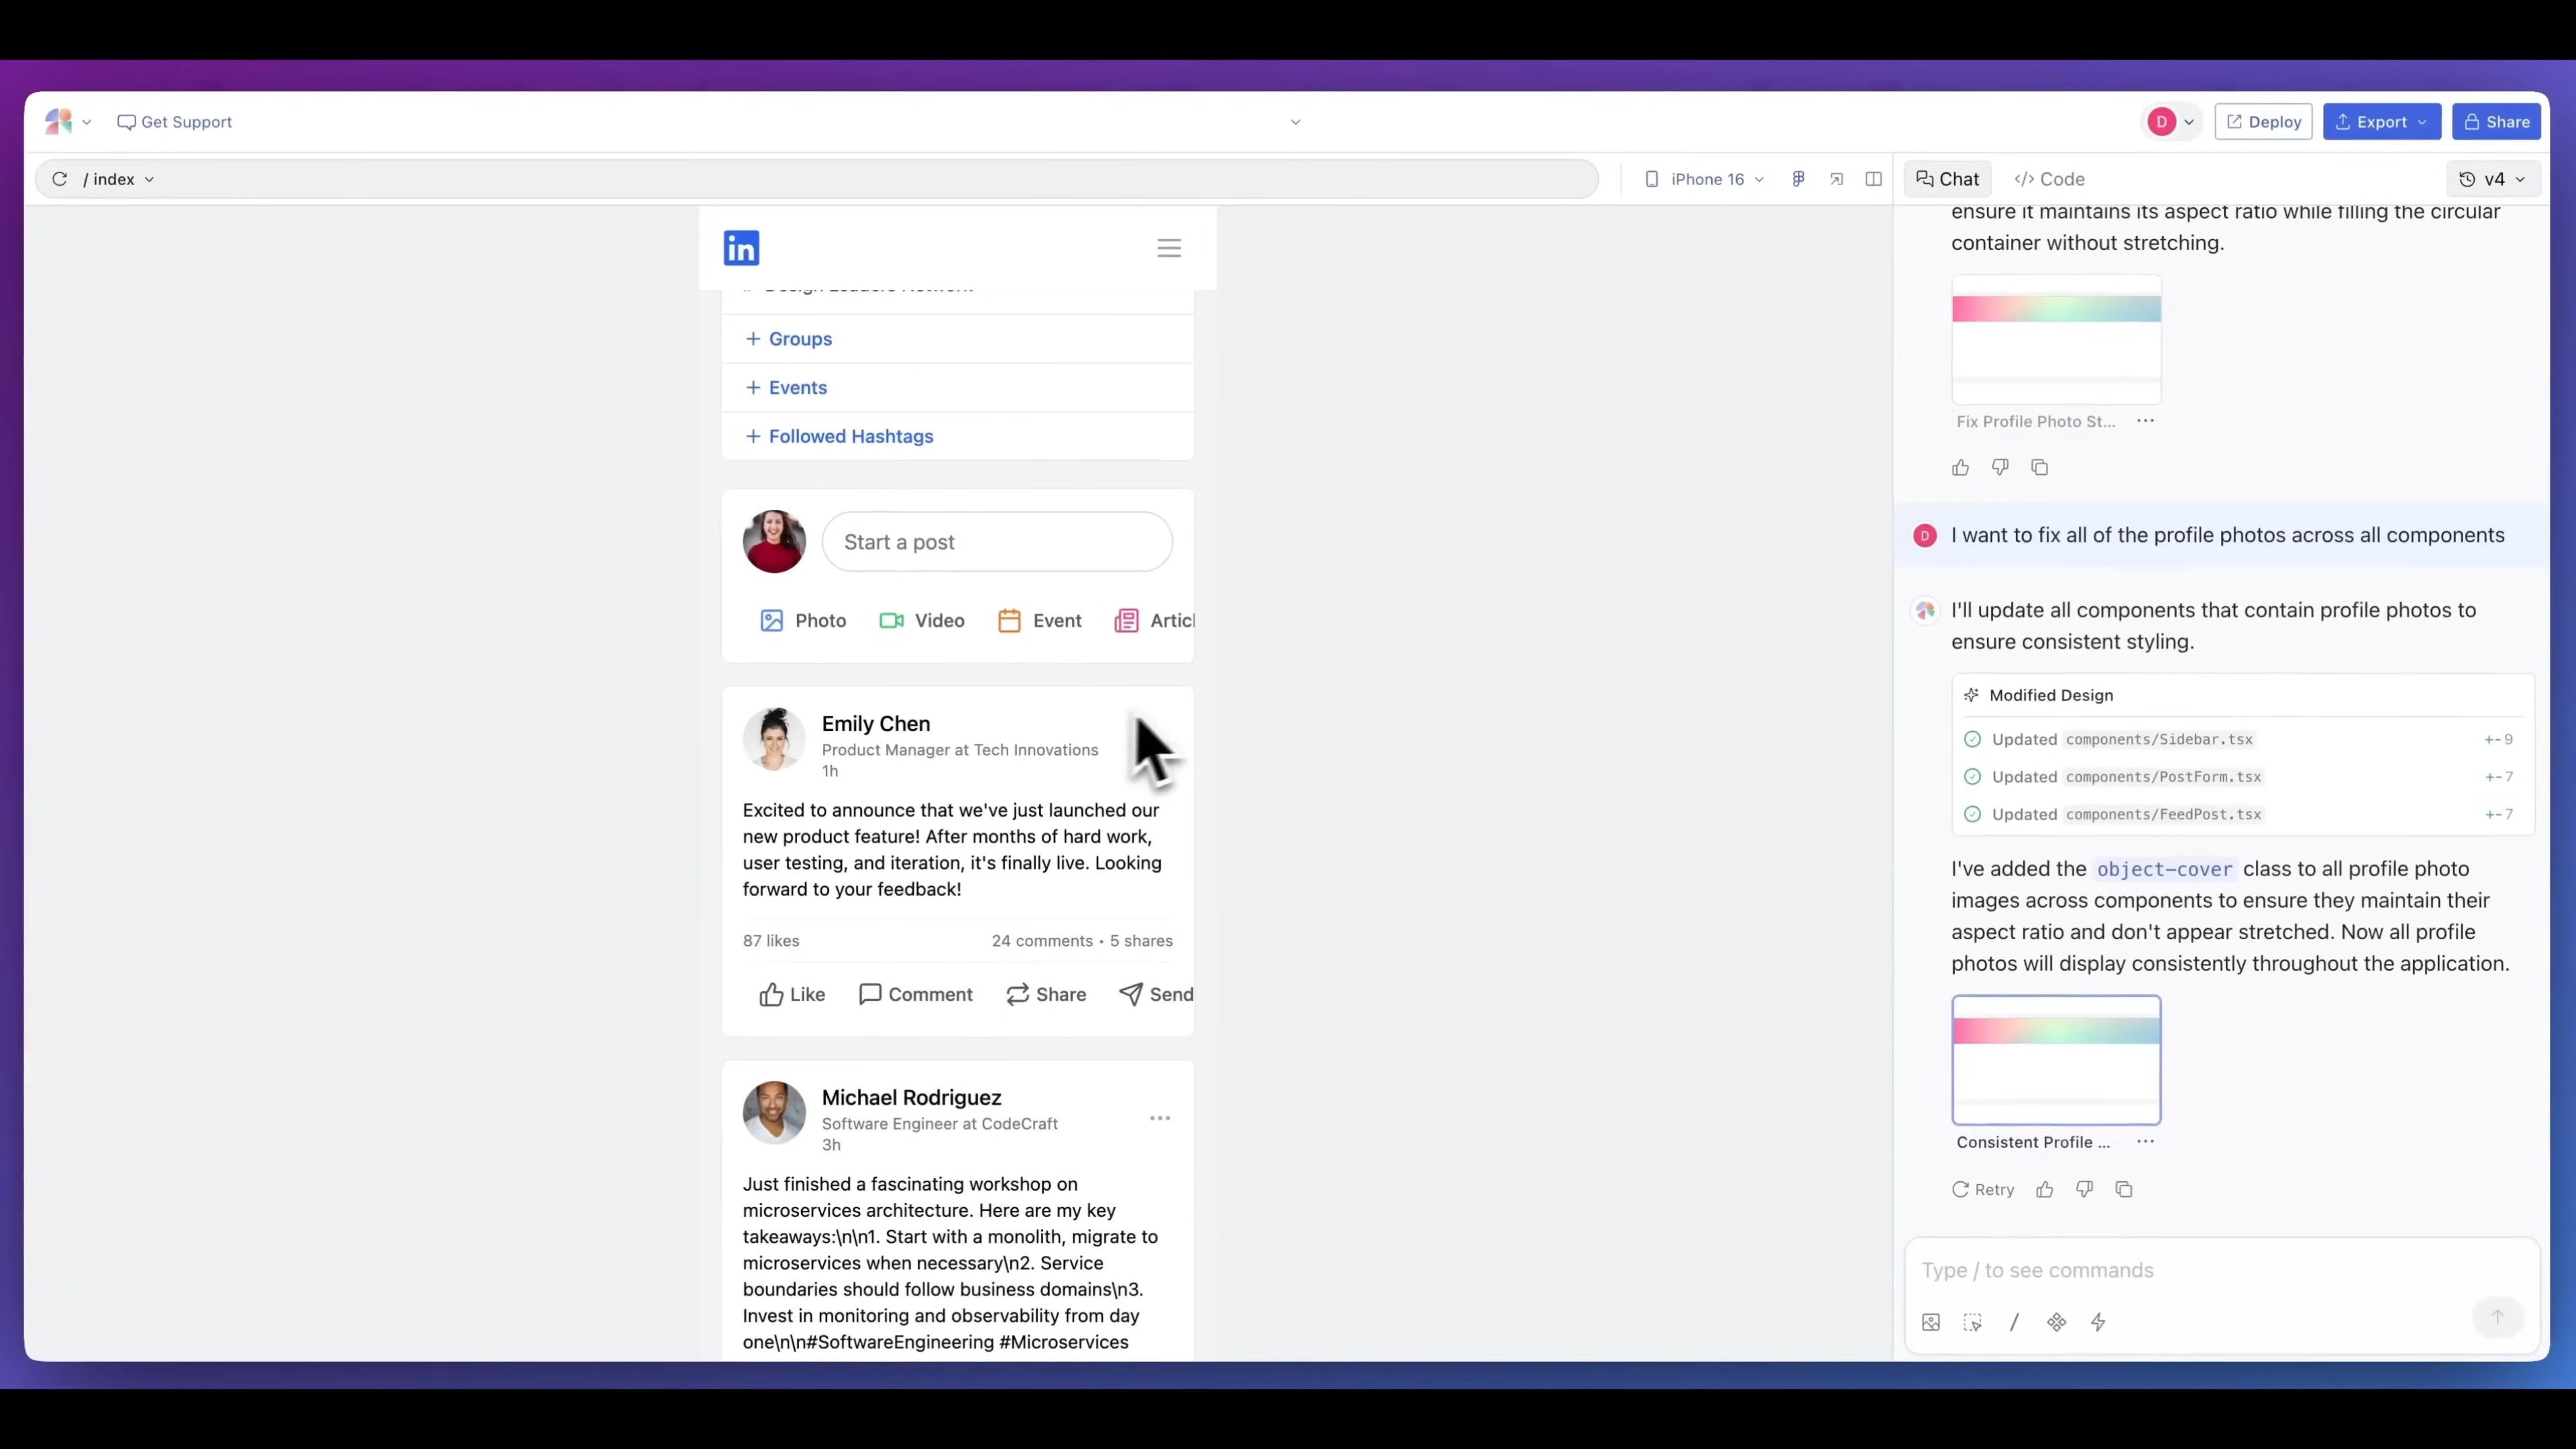 Get Support
D
Deploy
Export
Share
/ index
iPhone 16
Chat
</> Code
v4
in
Groups
+ Events
+ Followed Hashtags
Start a post
Photo
Video
Event
Articl
Emily Chen
Product Manager at Tech Innovations
1h
Excited to announce that we've just launched our
new product feature! After months of hard work,
user testing, and iteration, it's finally live. Looking
forward to your feedback!
87 likes
24 comments • 5 shares
Like
Comment
Share
Send
Michael Rodriguez
Software Engineer at CodeCraft
3h
Just finished a fascinating workshop on
microservices architecture. Here are my key
takeaways:\n\n1. Start with a monolith, migrate to
microservices when necessary\n2. Service
boundaries should follow business domains\n3.
Invest in monitoring and observability from day
one\n\n#SoftwareEngineering #Microservices
ensure it maintains its aspect ratio while filling the circular
container without stretching.
Fix Profile Photo St...
D
I want to fix all of the profile photos across all components
I'll update all components that contain profile photos to
ensure consistent styling.
Modified Design
Updated components/Sidebar.tsx +-9
Updated components/PostForm.tsx +-7
Updated components/FeedPost.tsx +-7
I've added the object-cover class to all profile photo
images across components to ensure they maintain their
aspect ratio and don't appear stretched. Now all profile
photos will display consistently throughout the application.
Consistent Profile ...
Retry
Type / to see commands